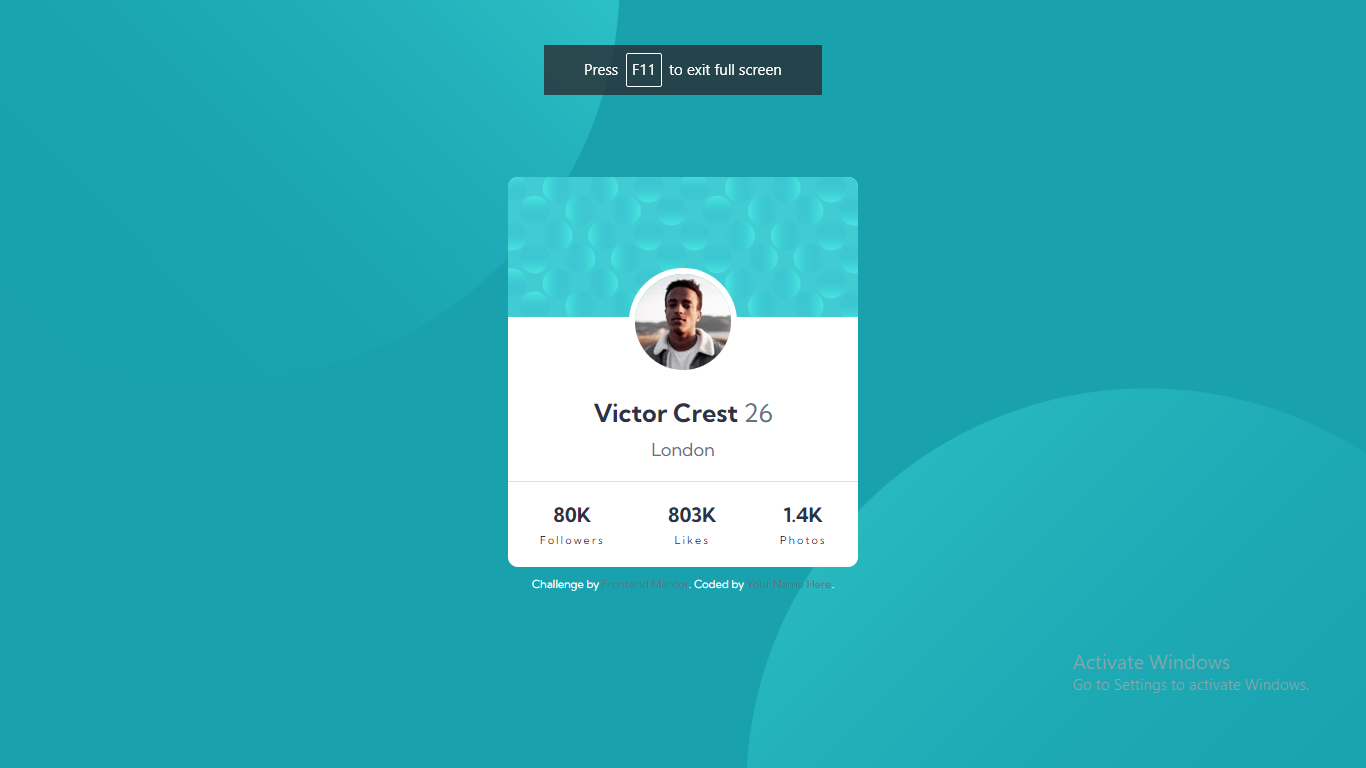 Press F11 to exit full screen
Victor Crest 26
London
80K 803K 1.4K
Followers Likes Photos
Challenge by Frontend Mentor. Coded by Your Name Here.
Activate Windows
Go to Settings to activate Windows.